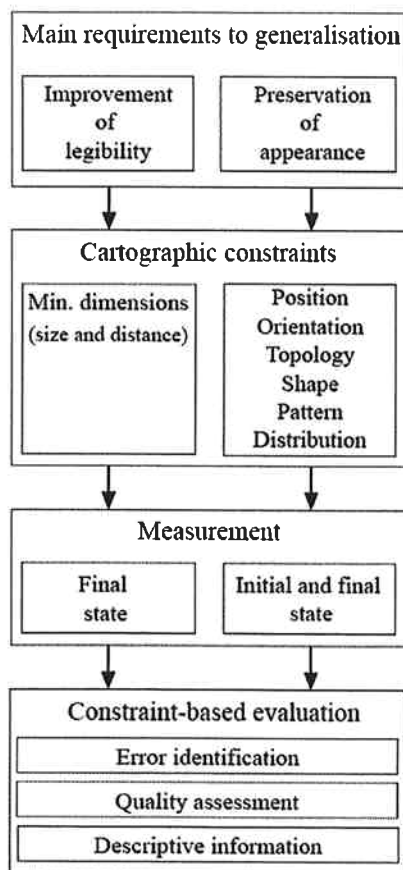 Main requirements to generalisation
Improvement
of
legibility
Preservation
of
appearance
Cartographic constraints
Min. dimensions
(size and distance)
Position
Orientation
Topology
Shape
Pattern
Distribution
Measurement
Final
state
Initial and final
state
Constraint-based evaluation
Error identification
Quality assessment
Descriptive information